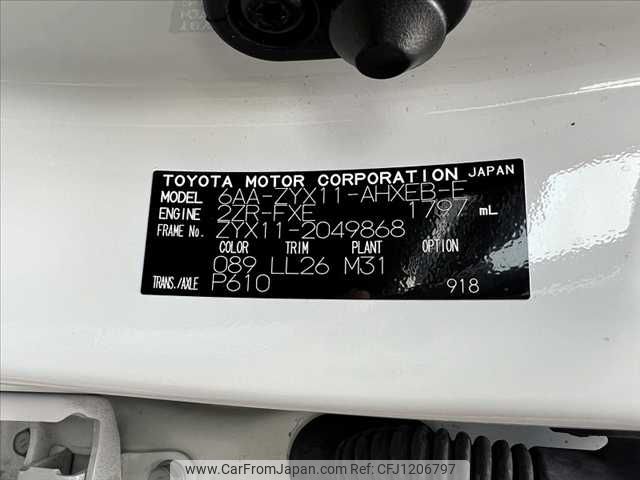 TOYOTA MOTOR CORPORATION JAPAN
MODEL 6AA-ZYX11-AHXEB-E
ENGINE 2ZR-FXE 1797 mL
FRAME No. ZYX11-2049868
COLOR TRIM PLANT OPTION
089 LL26 M31
TRANS./AXLE P610 918
www.CarFromJapan.com - CFJ1206797